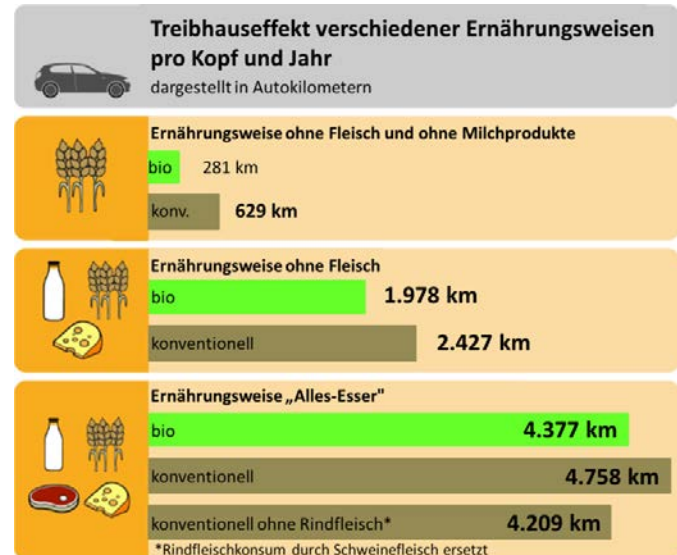 Treibhauseffekt verschiedener Ernährungsweisen
pro Kopf und Jahr
dargestellt in Autokilometern
Ernährungsweise ohne Fleisch und ohne Milchprodukte
bio 281 km
konv. 629 km
Ernährungsweise ohne Fleisch
bio 1.978 km
konventionell 2.427 km
Ernährungsweise „Alles-Esser"
bio 4.377 km
konventionell 4.758 km
konventionell ohne Rindfleisch* 4.209 km
*Rindfleischkonsum durch Schweinefleisch ersetzt